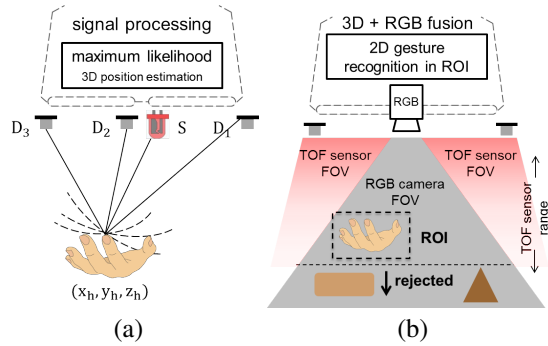 signal processing
maximum likelihood
3D position estimation
D₃
D₂
S
D₁
(xₕ, yₕ, zₕ)
(a)
3D + RGB fusion
2D gesture
recognition in ROI
RGB
TOF sensor
FOV
TOF sensor
FOV
RGB camera
FOV
TOF sensor
range
ROI
rejected
(b)